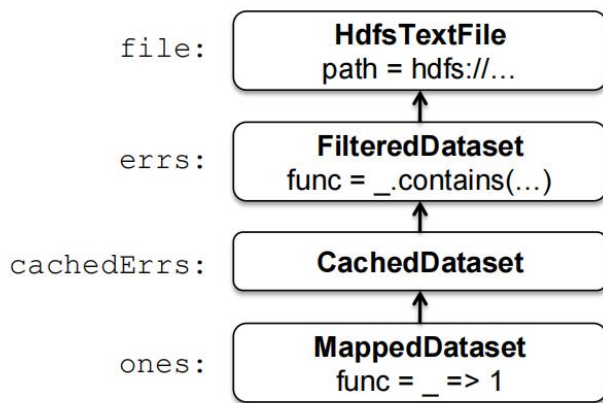 file:
HdfsTextFile
path = hdfs://…
errs:
FilteredDataset
func = _.contains(…)
cachedErrs:
CachedDataset
ones:
MappedDataset
func = _ => 1